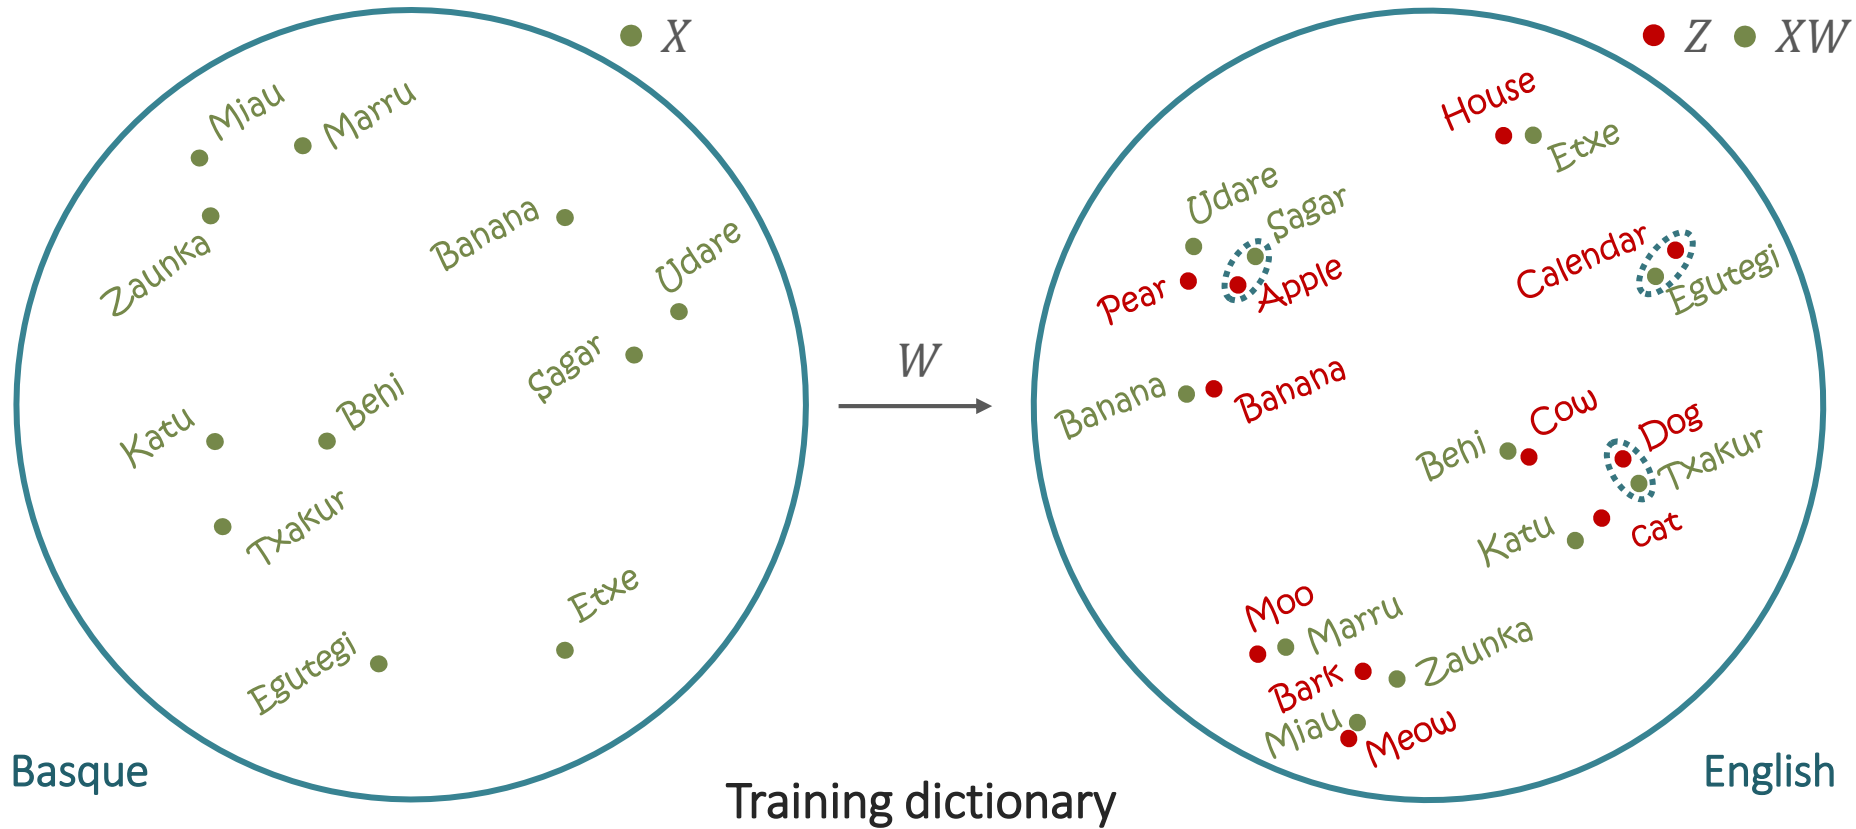 X
Miau
Marru
Zaunka
Banana
Udare
Sagar
Katu
Behi
Txakur
Etxe
Egutegi
Basque
W
Z
XW
House
Etxe
Udare
Sagar
Calendar
Egutegi
Pear
Apple
Banana
Banana
Cow
Behi
Dog
Txakur
Katu
cat
Moo
Marru
Bark
Zaunka
Miau
Meow
English
Training dictionary